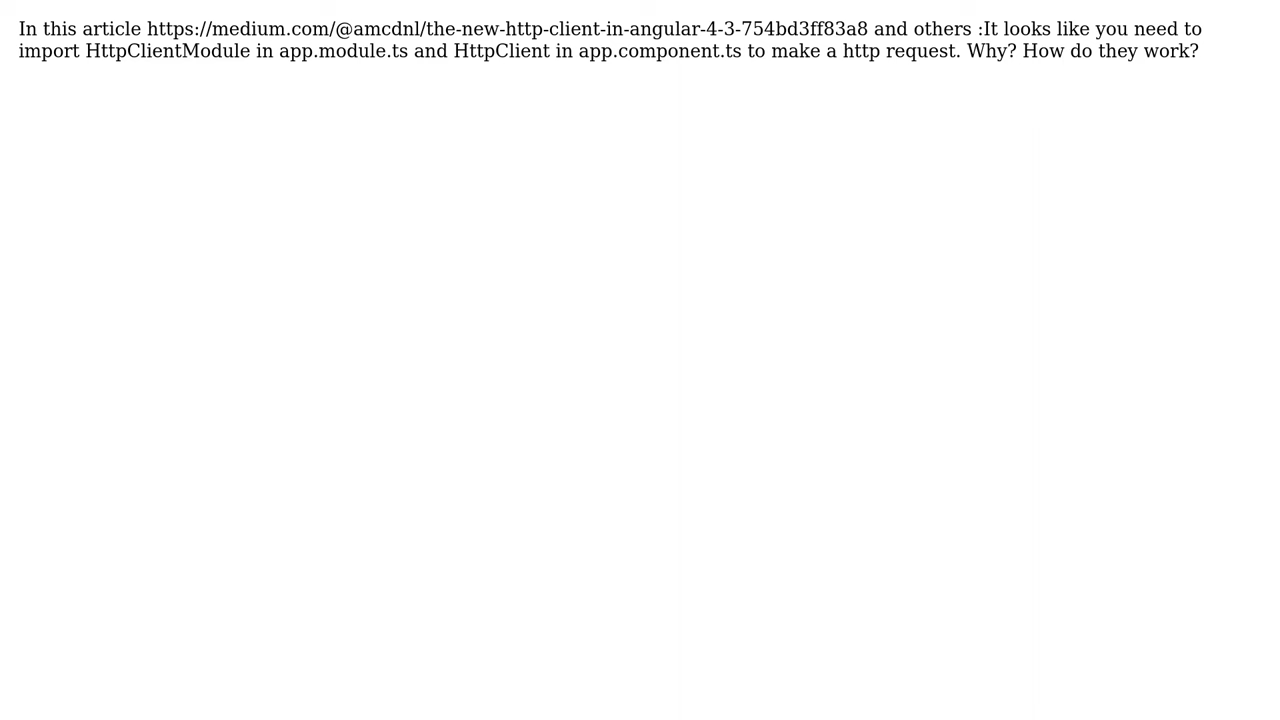 In this article https://medium.com/@amcdnl/the-new-http-client-in-angular-4-3-754bd3ff83a8 and others :It looks like you need to
import HttpClientModule in app.module.ts and HttpClient in app.component.ts to make a http request. Why? How do they work?